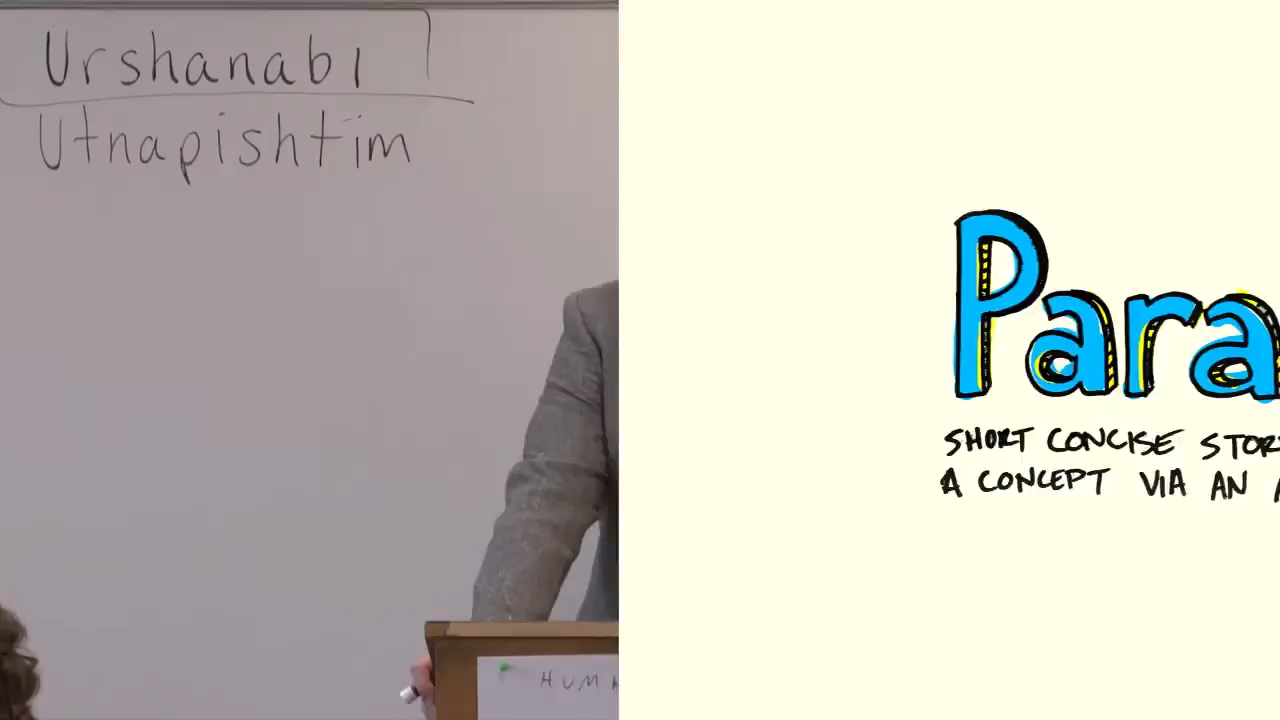 Urshanabi
Utnapishtim
HUM
Para
SHORT CONCISE STOR
A CONCEPT VIA AN